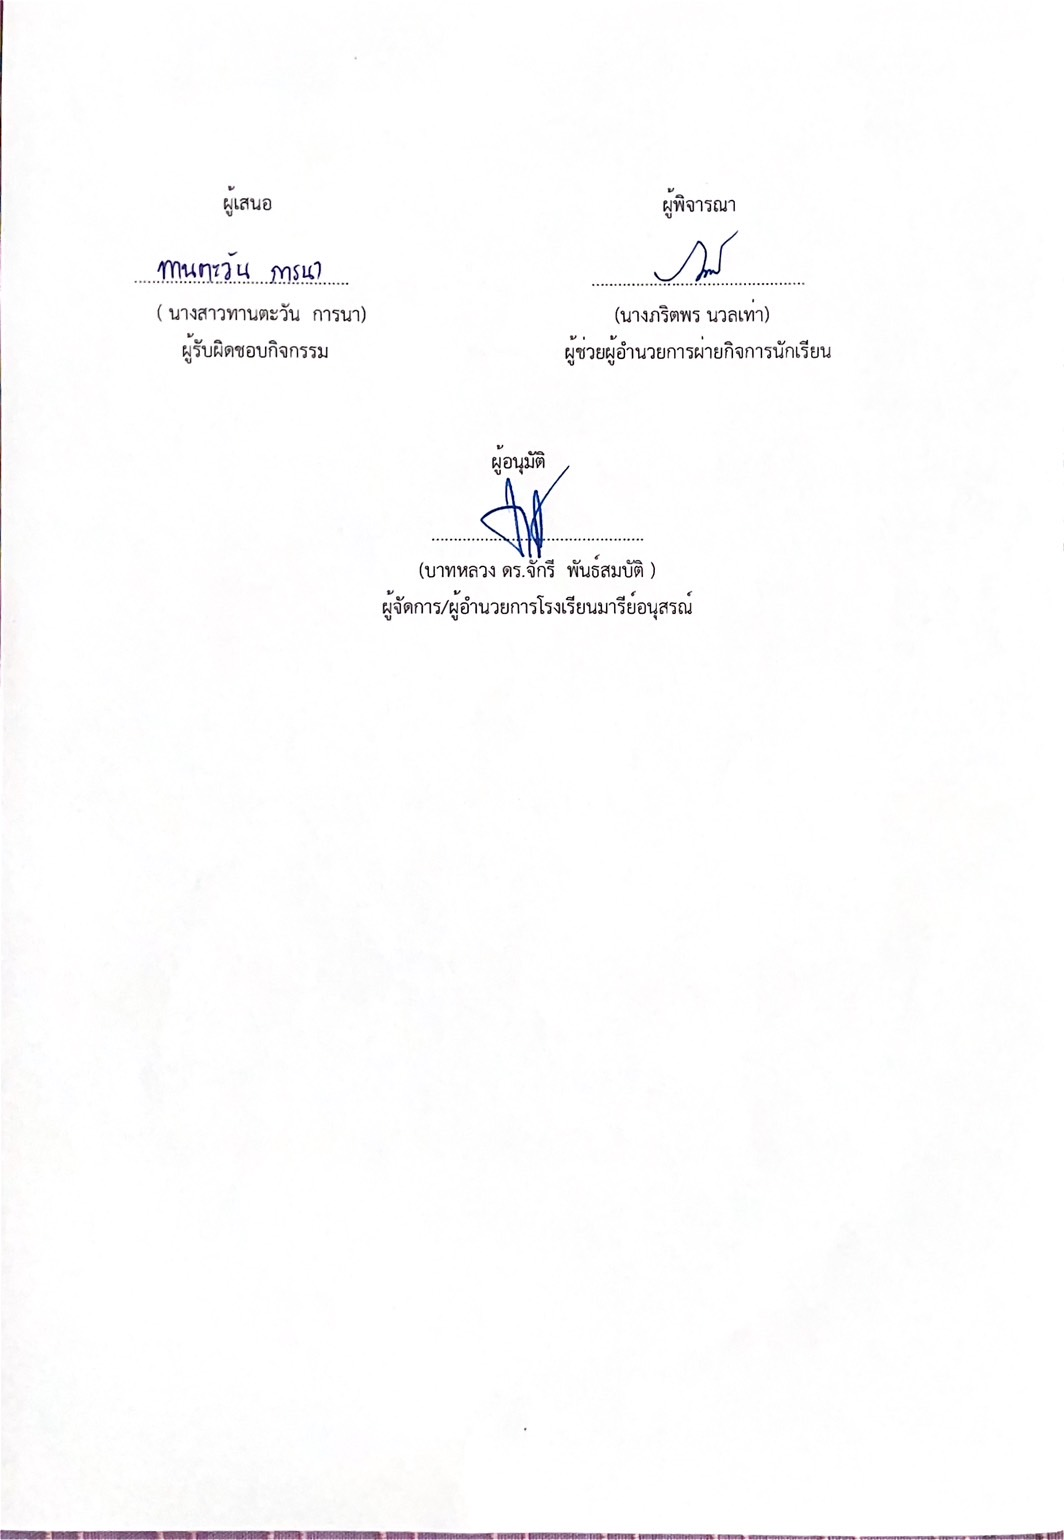 ผู้เสนอ
ทานตะวัน การนา
( นางสาวทานตะวัน การนา)
ผู้รับผิดชอบกิจกรรม
ผู้พิจารณา
(นางภริตพร นวลเท่า)
ผู้ช่วยผู้อำนวยการฝ่ายกิจการนักเรียน
ผู้อนุมัติ
(บาทหลวง ดร.จักรี พันธ์สมบัติ )
ผู้จัดการ/ผู้อำนวยการโรงเรียนมารีย์อนุสรณ์